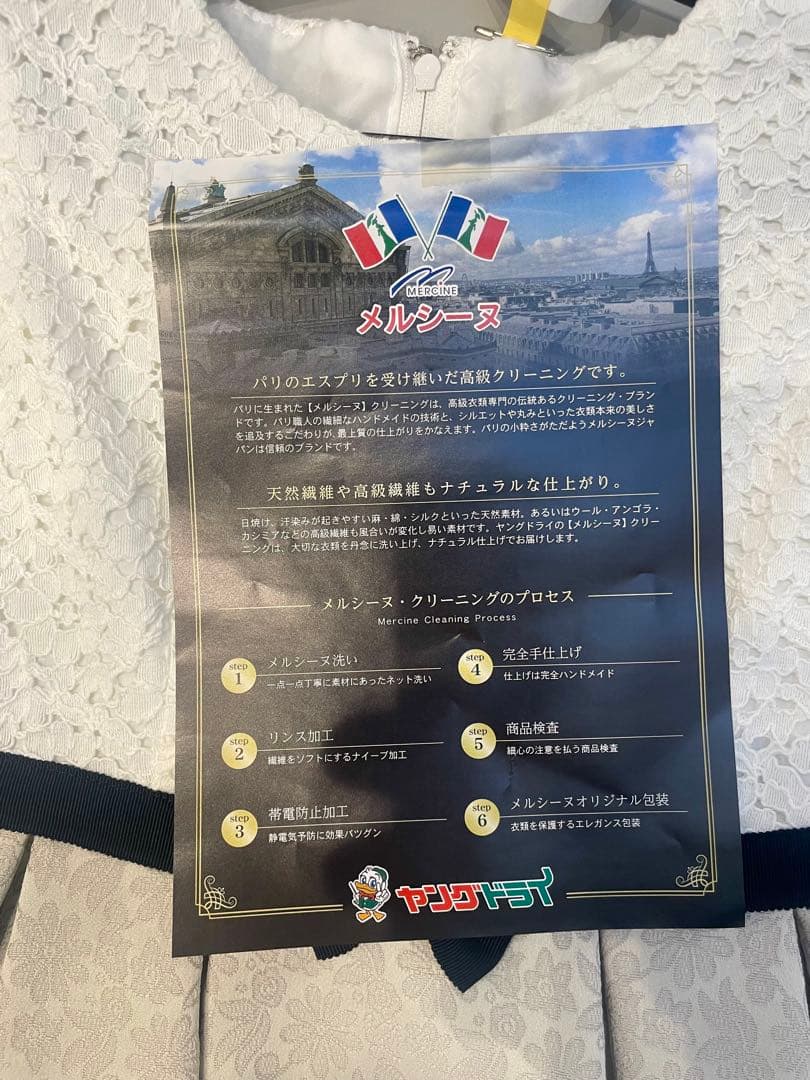 MERCiNE
メルシーヌ
パリのエスプリを受け継いだ高級クリーニングです。
パリに生まれた【メルシーヌ】クリーニングは、高級衣類専門の伝統あるクリーニング・ブラン
ドです。パリ職人の繊細なハンドメイドの技術と、シルエットや丸みといった衣類本来の美しさ
を追及するこだわりが、最上質の仕上がりをかなえます。パリの小粋さがただようメルシーヌジャ
パンは信頼のブランドです。
天然繊維や高級繊維もナチュラルな仕上がり。
日焼け、汗染みが起きやすい麻・綿・シルクといった天然素材。あるいはウール・アンゴラ・
カシミアなどの高級繊維も風合いが変化し易い素材です。ヤングドライの【メルシーヌ】クリー
ニングは、大切な衣類を丹念に洗い上げ、ナチュラル仕上げでお届けします。
メルシーヌ・クリーニングのプロセス
Mercine Cleaning Process
step
1
メルシーヌ洗い
一点一点丁寧に素材にあったネット洗い
step
2
リンス加工
繊維をソフトにするナイーブ加工
step
3
帯電防止加工
静電気予防に効果バツグン
step
4
完全手仕上げ
仕上げは完全ハンドメイド
step
5
商品検査
細心の注意を払う商品検査
step
6
メルシーヌオリジナル包装
衣類を保護するエレガンス包装
ヤングドライ